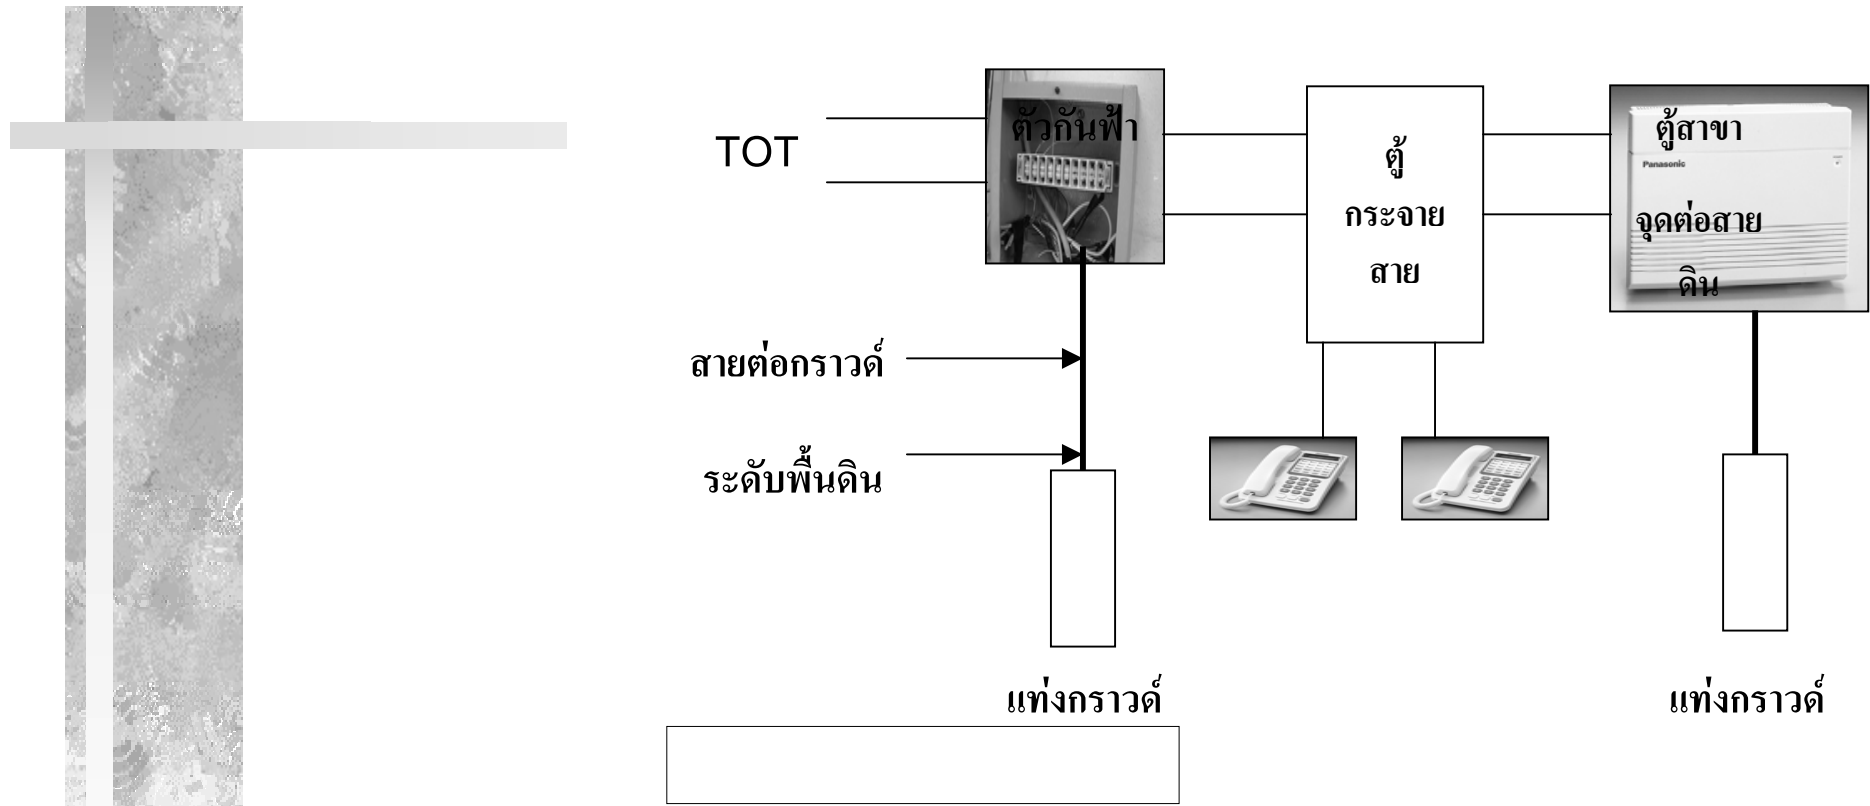 TOT
ตัวกันฟ้า
ตู้
กระจาย
สาย
ตู้สาขา
Panasonic
จุดต่อสาย
ดิน
สายต่อกราวด์
ระดับพื้นดิน
แท่งกราวด์
แท่งกราวด์